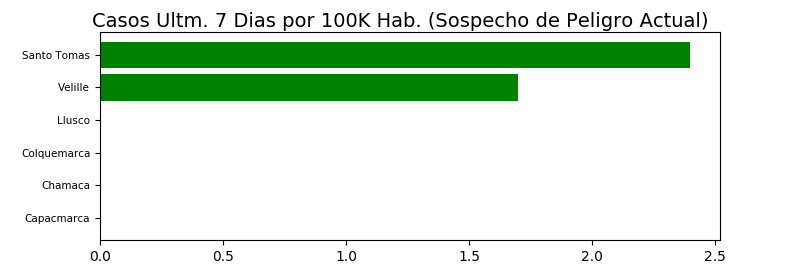 Casos Ultm. 7 Dias por 100K Hab. (Sospecho de Peligro Actual)
Santo Tomas
Velille
Llusco
Colquemarca
Chamaca
Capacmarca
0.0 0.5 1.0 1.5 2.0 2.5